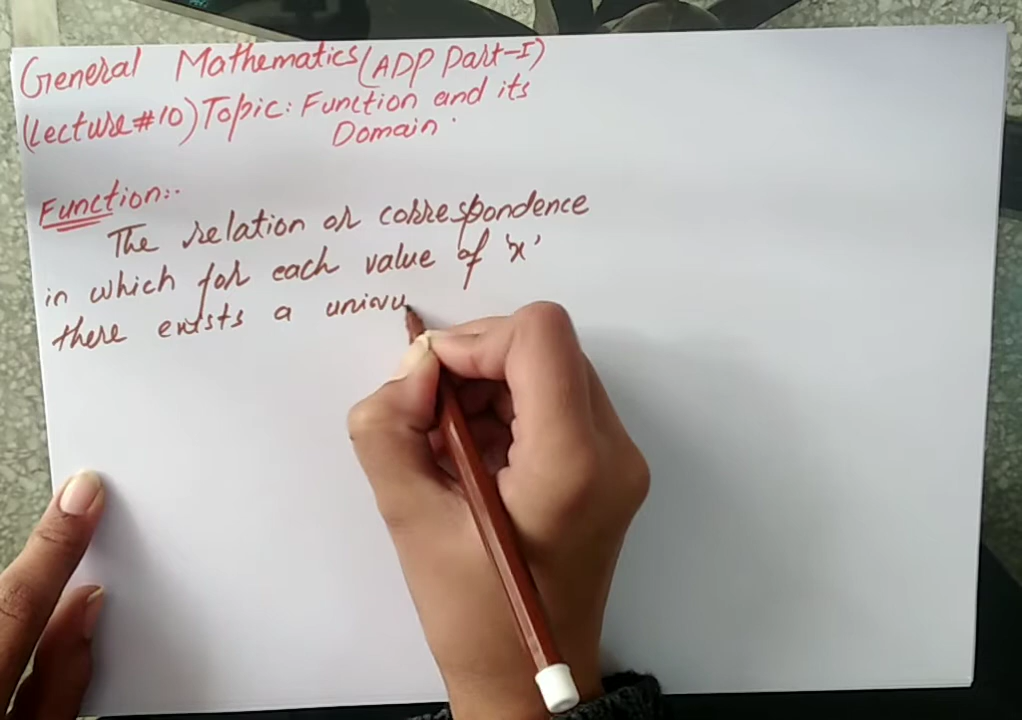 General Mathematics (ADP Part-I)
(Lecture #10) Topic: Function and its
Domain.
Function:-
The relation or correspondence
in which for each value of 'x'
there exists a uniqu